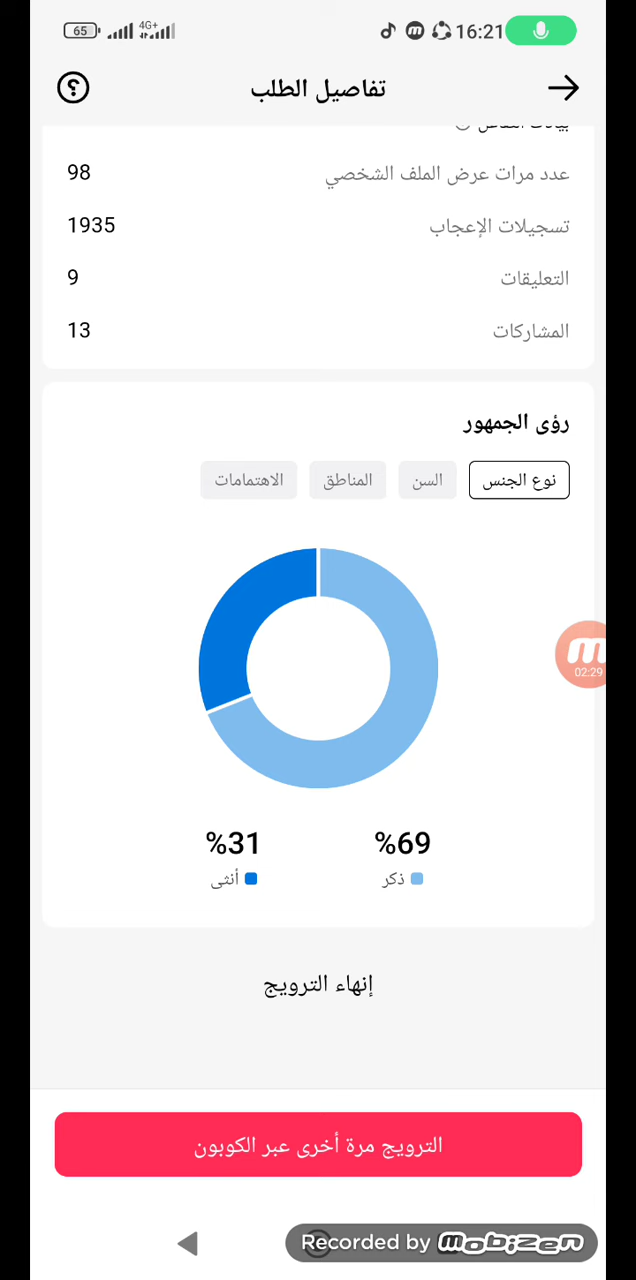 65 4G+ 16:21
تفاصيل الطلب
عدد مرات عرض الملف الشخصي 98
تسجيلات الإعجاب 1935
التعليقات 9
المشاركات 13
رؤى الجمهور
نوع الجنس السن المناطق الاهتمامات
02:29
%69 %31
ذكر أنثى
إنهاء الترويج
الترويج مرة أخرى عبر الكوبون
Recorded by mobizen